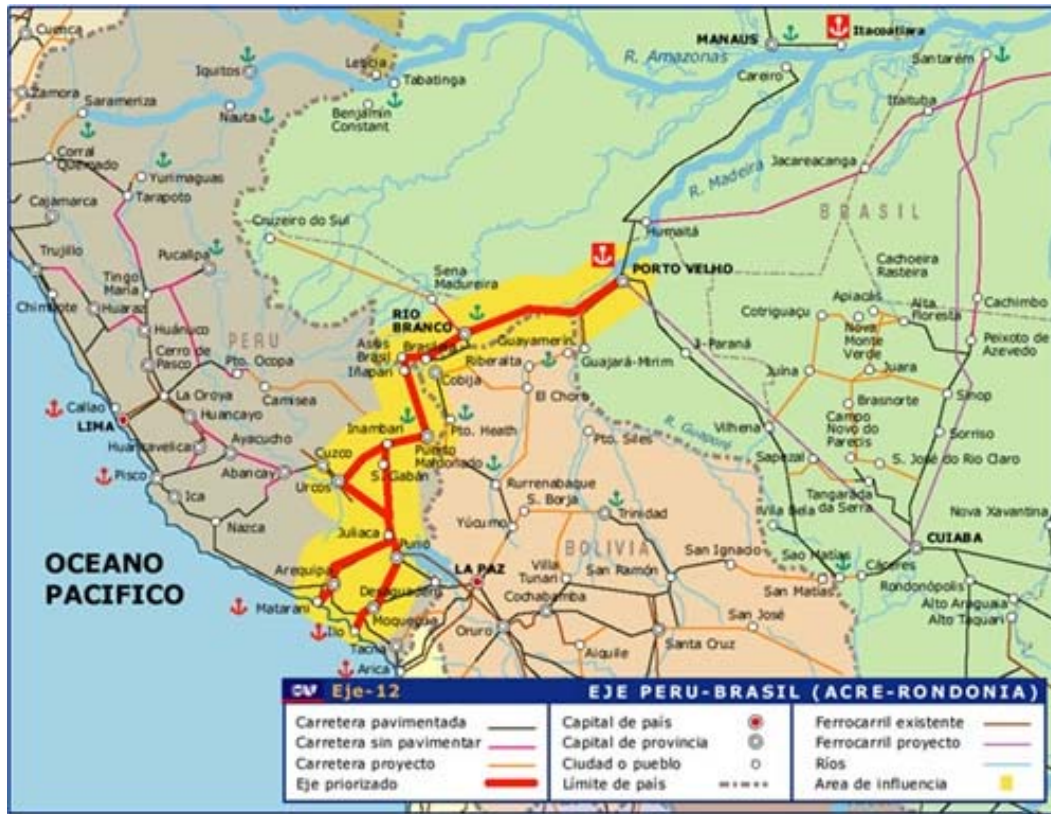 Cuenca
Zamora
Sarameriza
Iquitos
Leticia
Tabatinga
Nauta
Benjamin
Constant
MANAUS
Itacoatiara
R. Amazonas
Careiro
Santarém
Itaituba
Jacareacanga
R. Madeira
BRASIL
Humaitá
PORTO VELHO
Corral
Quemado
Yurimaguas
Tarapoto
Cajamarca
Trujillo
Pucallpa
Tingo
María
Chimbote
Huaraz
Huánuco
PERU
Cerro de
Pasco
Pto. Ocopa
La Oroya
Camisea
Callao
LIMA
Huancayo
Huancavelica
Ayacucho
Pisco
Abancay
Ica
Nazca
Cuzco
Urcos
Cruzeiro do Sul
Sena
Madureira
RIO
BRANCO
Assis
Brasil
Brasileia
Iñapari
Cobija
Guayamerin
Riberalta
Guajará-Mirim
El Choro
Inambari
Pto. Heath
Puerto
Maldonado
S. Gabán
Pto. Siles
R. Guaporé
Rurrenabaque
S. Borja
Yúcumo
Trinidad
Juliaca
Puno
BOLIVIA
Arequipa
Matarani
Desaguadero
LA PAZ
Villa
Tunari
San Ramón
San Ignacio
Moquegua
Ilo
Tacna
Arica
Oruro
Cochabamba
Aiquile
Santa Cruz
San José
San Matías
Sao Matías
Cáceres
Ji-Paraná
Vilhena
Sapezal
Vila Bela
Cotriguaçu
Apiacás
Cachoeira
Rasteira
Nova
Monte
Verde
Alta
Floresta
Cachimbo
Peixoto de
Azevedo
Juína
Juara
Brasnorte
Sinop
Campo
Novo do
Parecis
Sorriso
S. José do Rio Claro
Tangarada
da Serra
Nova Xavantina
CUIABA
Rondonópolis
Alto Araguaia
Alto Taquari
OCEANO
PACIFICO
Eje-12
EJE PERU-BRASIL (ACRE-RONDONIA)
Carretera pavimentada
Carretera sin pavimentar
Carretera proyecto
Eje priorizado
Capital de país
Capital de provincia
Ciudad o pueblo
Límite de país
Ferrocarril existente
Ferrocarril proyecto
Ríos
Area de influencia